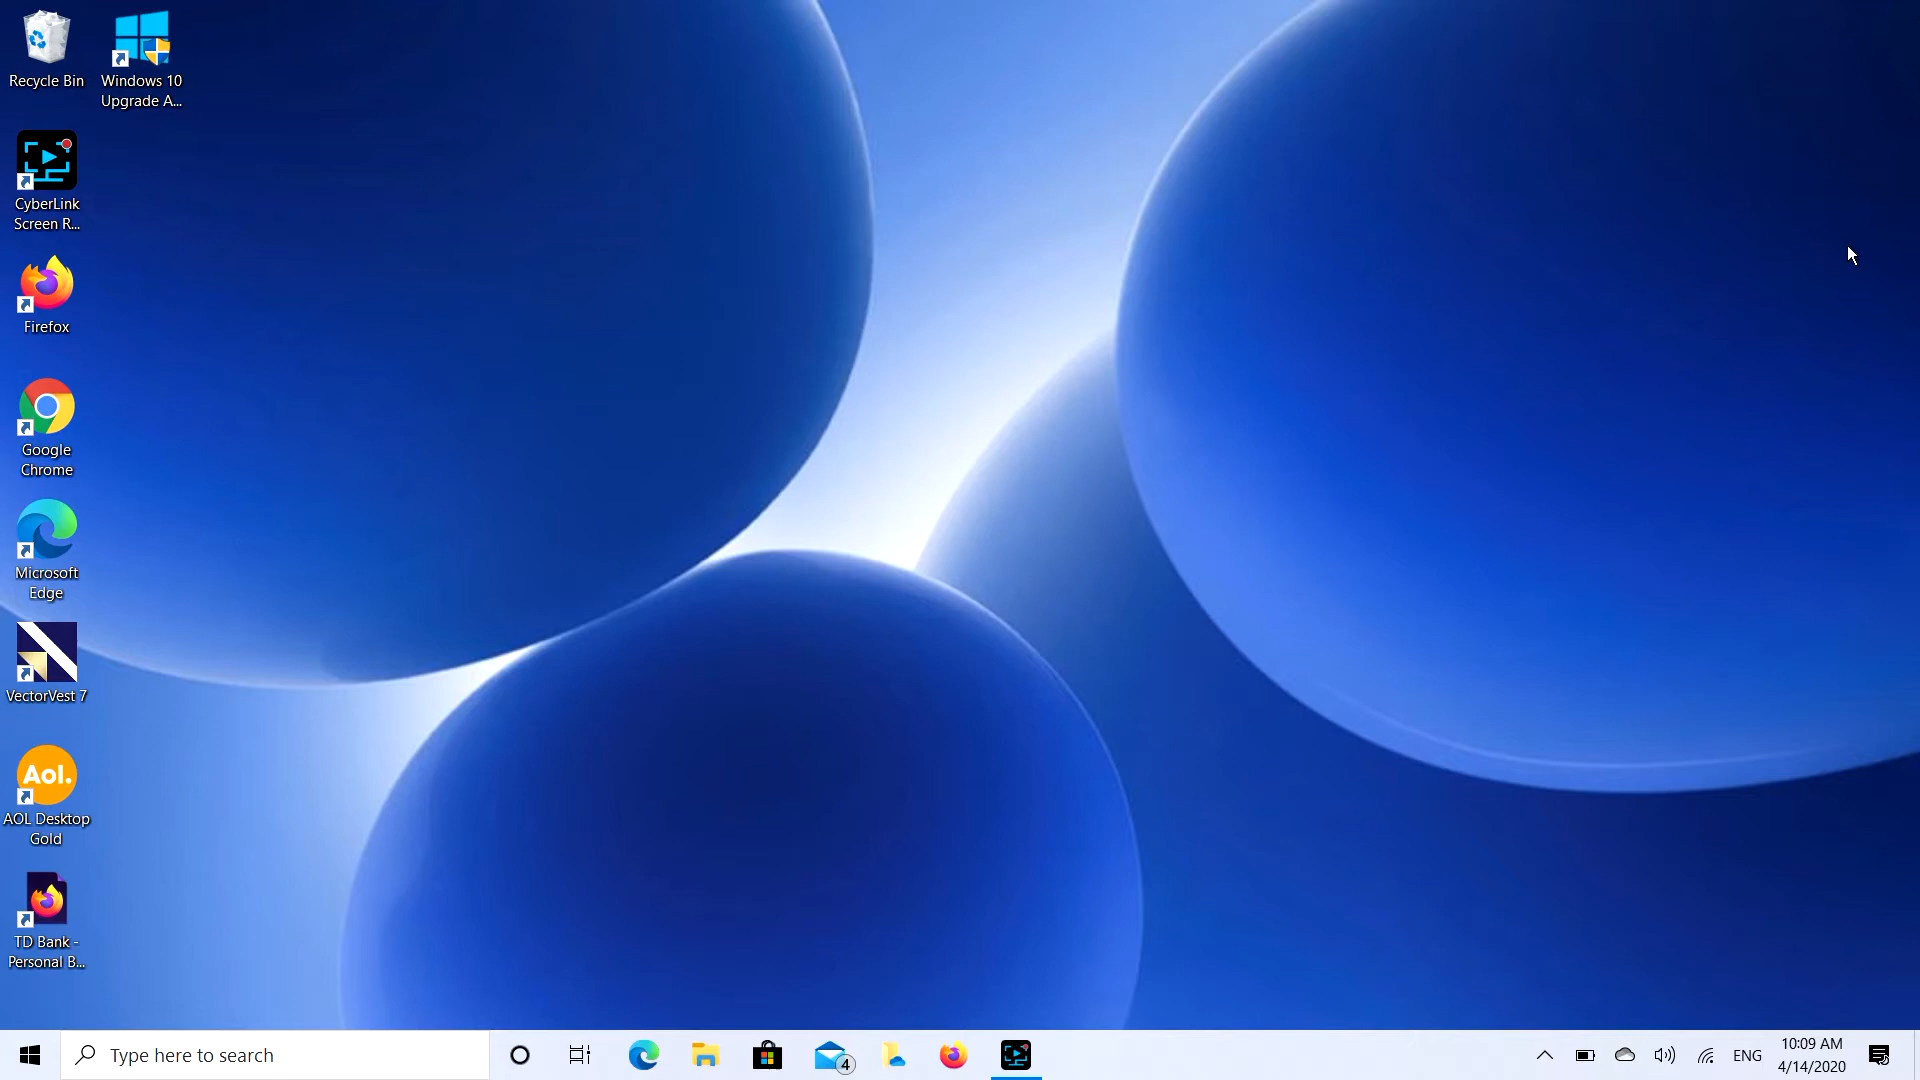 Recycle Bin
Windows 10
Upgrade A...
CyberLink
Screen R...
Firefox
Google
Chrome
Microsoft
Edge
VectorVest 7
Aol.
AOL Desktop
Gold
TD Bank -
Personal B...
Type here to search
4
ENG
10:09 AM
4/14/2020